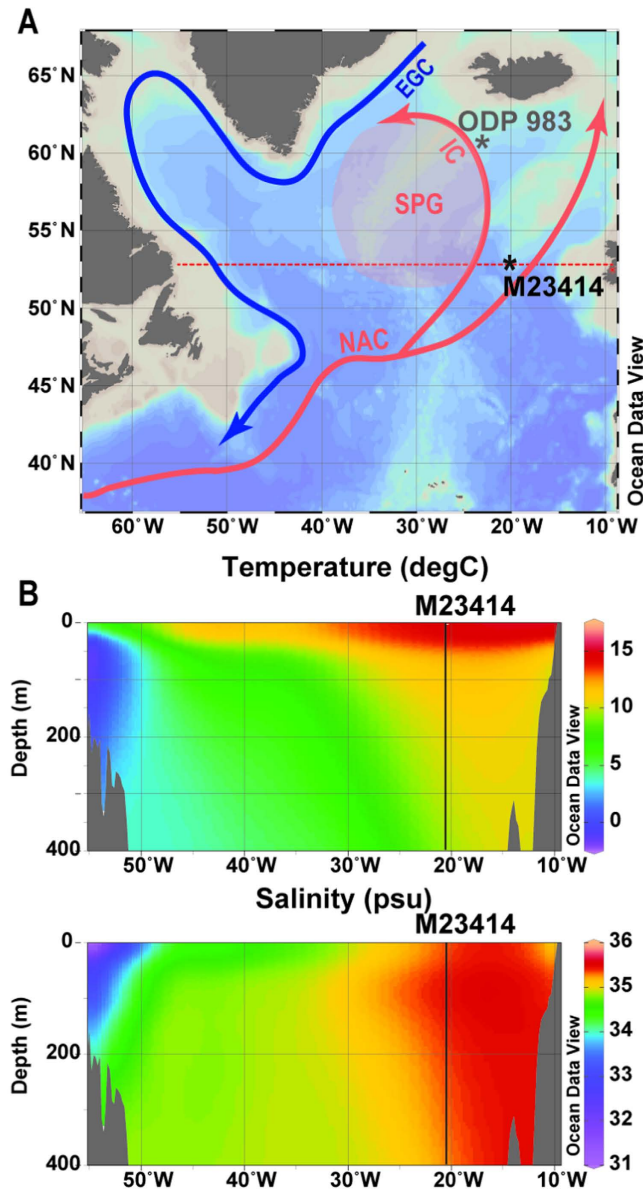 A
65°N
60°N
55°N
50°N
45°N
40°N
EGC
ODP 983
*
IC
SPG
*
M23414
NAC
Ocean Data View
60°W
50°W
40°W
30°W
20°W
10°W
Temperature (degC)
B
M23414
0
200
400
Depth (m)
50°W
40°W
30°W
20°W
10°W
Ocean Data View
15
10
5
0
Salinity (psu)
M23414
0
200
400
Depth (m)
50°W
40°W
30°W
20°W
10°W
Ocean Data View
36
35
34
33
32
31